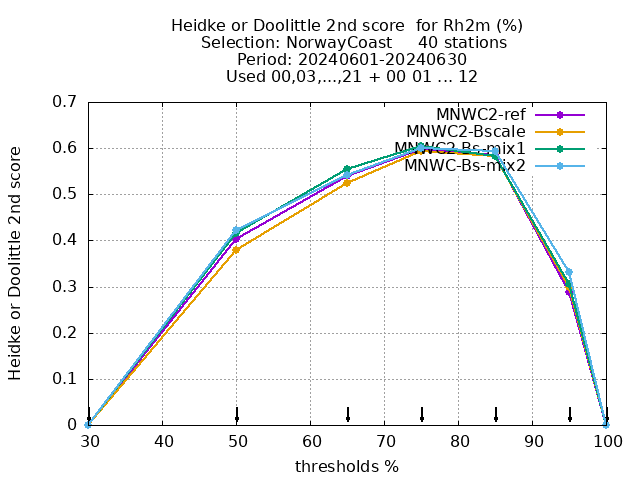 Heidke or Doolittle 2nd score  for Rh2m (%)
Selection: NorwayCoast     40 stations
Period: 20240601-20240630
Used 00,03,...,21 + 00 01 ... 12
MNWC2-ref
MNWC2-Bscale
MNWC2-Bs-mix1
MNWC-Bs-mix2
Heidke or Doolittle 2nd score
0.7
0.6
0.5
0.4
0.3
0.2
0.1
0
30 40 50 60 70 80 90 100
thresholds %